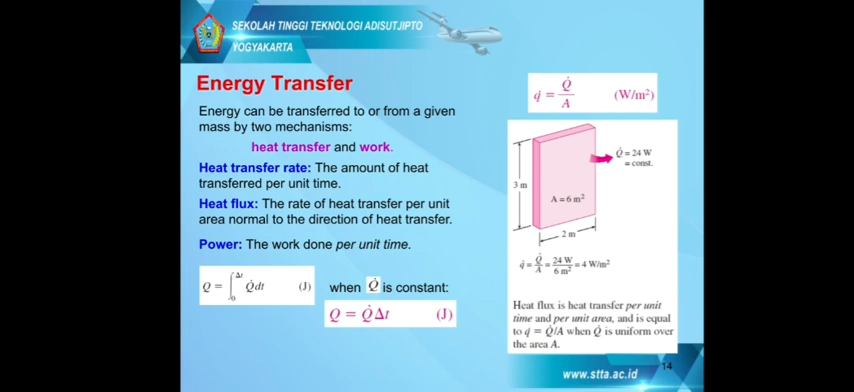 SEKOLAH TINGGI TEKNOLOGI ADISUTJIPTO
YOGYAKARTA
Energy Transfer
Energy can be transferred to or from a given
mass by two mechanisms:
heat transfer and work.
Heat transfer rate: The amount of heat
transferred per unit time.
Heat flux: The rate of heat transfer per unit
area normal to the direction of heat transfer.
Power: The work done per unit time.
Q = ∫₀^Δt Q̇dt (J)
when Q̇ is constant:
Q = Q̇Δt (J)
q̇ = Q̇/A (W/m²)
Q̇ = 24 W
= const.
3 m
A = 6 m²
2 m
q̇ = Q̇/A = 24 W/6 m² = 4 W/m²
Heat flux is heat transfer per unit
time and per unit area, and is equal
to q̇ = Q̇/A when Q̇ is uniform over
the area A.
14
www.stta.ac.id